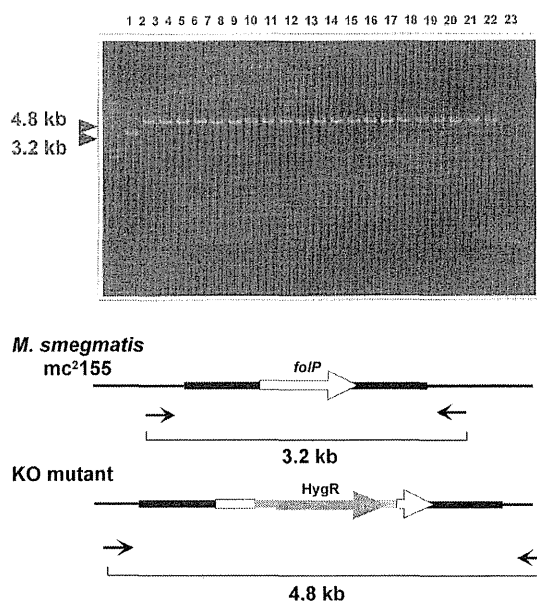 1 2 3 4 5 6 7 8 9 10 11 12 13 14 15 16 17 18 19 20 21 22 23
4.8 kb
3.2 kb
M. smegmatis
mc²155
folP
3.2 kb
KO mutant
HygR
4.8 kb